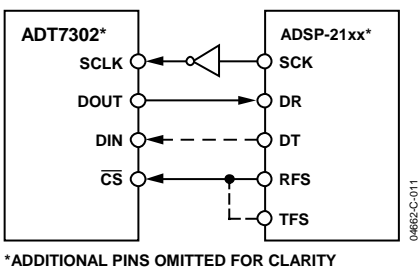 ADT7302*
ADSP-21xx*
SCLK
SCK
DOUT
DR
DIN
DT
CS
RFS
TFS
04662-C-011
*ADDITIONAL PINS OMITTED FOR CLARITY